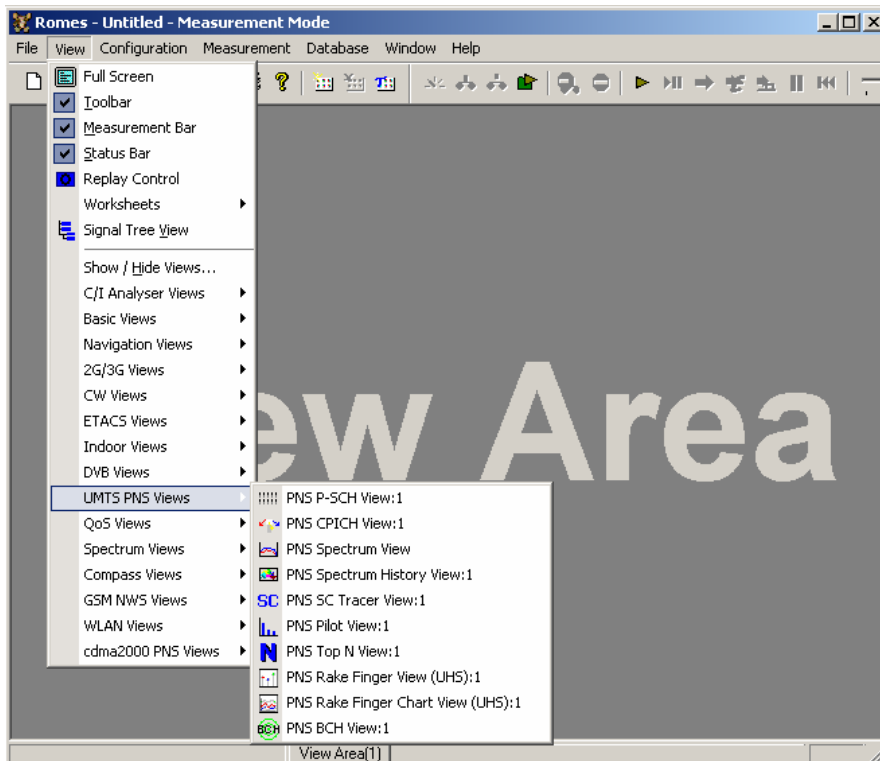 Romes - Untitled - Measurement Mode
File View Configuration Measurement Database Window Help
Full Screen
Toolbar
Measurement Bar
Status Bar
Replay Control
Worksheets
Signal Tree View
Show / Hide Views...
C/I Analyser Views
Basic Views
Navigation Views
2G/3G Views
CW Views
ETACS Views
Indoor Views
DVB Views
UMTS PNS Views
QoS Views
Spectrum Views
Compass Views
GSM NWS Views
WLAN Views
cdma2000 PNS Views
PNS P-SCH View:1
PNS CPICH View:1
PNS Spectrum View
PNS Spectrum History View:1
SC PNS SC Tracer View:1
PNS Pilot View:1
N PNS Top N View:1
PNS Rake Finger View (UHS):1
PNS Rake Finger Chart View (UHS):1
BCH PNS BCH View:1
ew Area
View Area(1)